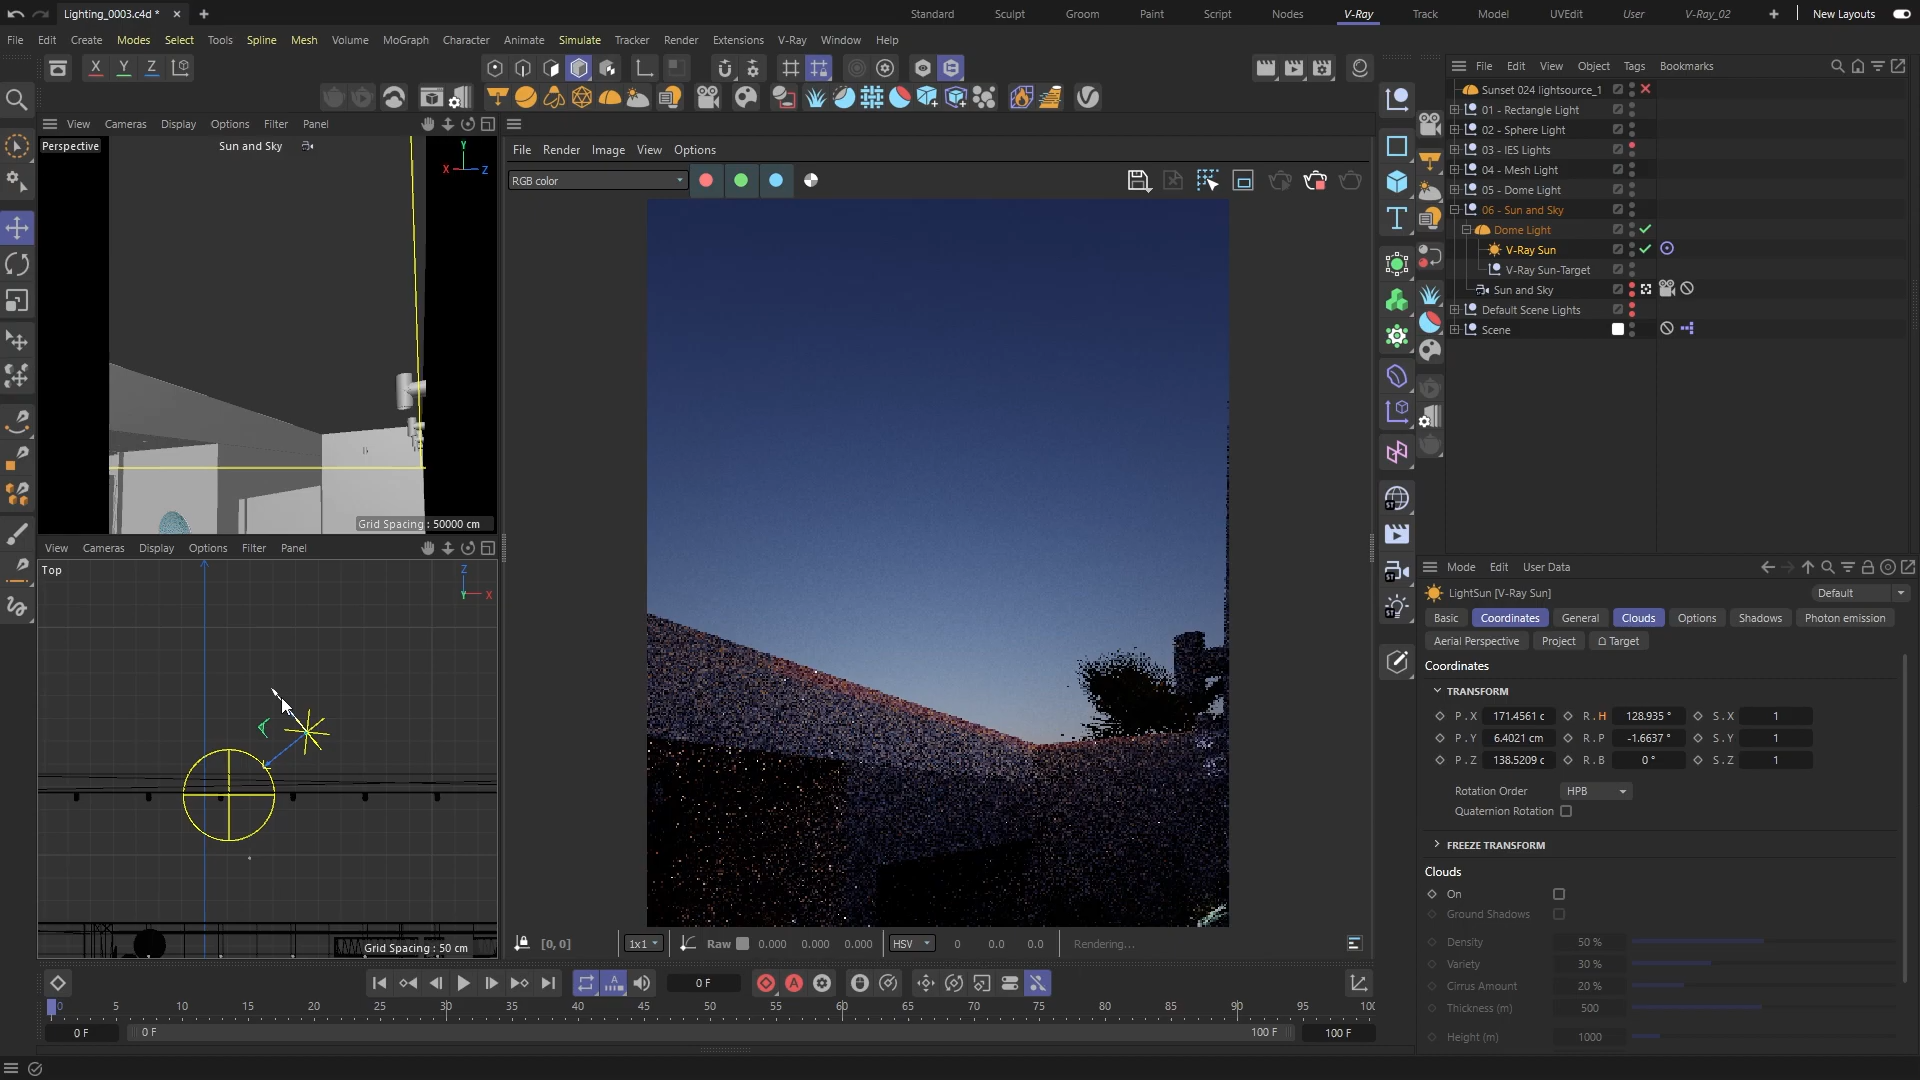 Lighting_0003.c4d *
Standard Sculpt Groom Paint Script Nodes V-Ray Track Model UVEdit User V-Ray_02 New Layouts
File Edit Create Modes Select Tools Spline Mesh Volume MoGraph Character Animate Simulate Tracker Render Extensions V-Ray Window Help
X Y Z
File Edit View Object Tags Bookmarks
Sunset 024 lightsource_1
01 - Rectangle Light
02 - Sphere Light
03 - IES Lights
04 - Mesh Light
05 - Dome Light
06 - Sun and Sky
Dome Light
V-Ray Sun
V-Ray Sun-Target
Sun and Sky
Default Scene Lights
Scene
View Cameras Display Options Filter Panel
Perspective Sun and Sky
Y
X Z
Grid Spacing : 50000 cm
View Cameras Display Options Filter Panel
Top
Z
Y X
Grid Spacing : 50 cm
File Render Image View Options
RGB color
[0, 0] 1x1 Raw 0.000 0.000 0.000 HSV 0 0.0 0.0 Rendering...
Mode Edit User Data
LightSun [V-Ray Sun] Default
Basic Coordinates General Clouds Options Shadows Photon emission
Aerial Perspective Project Target
Coordinates
TRANSFORM
P . X 171.4561 c R . H 128.935 ° S . X 1
P . Y 6.4021 cm R . P -1.6637 ° S . Y 1
P . Z 138.5209 c R . B 0 ° S . Z 1
Rotation Order HPB
Quaternion Rotation
FREEZE TRANSFORM
Clouds
On
Ground Shadows
Density 50 %
Variety 30 %
Cirrus Amount 20 %
Thickness (m) 500
Height (m) 1000
0 F
0 5 10 15 20 25 30 35 40 45 50 55 60 65 70 75 80 85 90 95 100
0 F 0 F 100 F 100 F